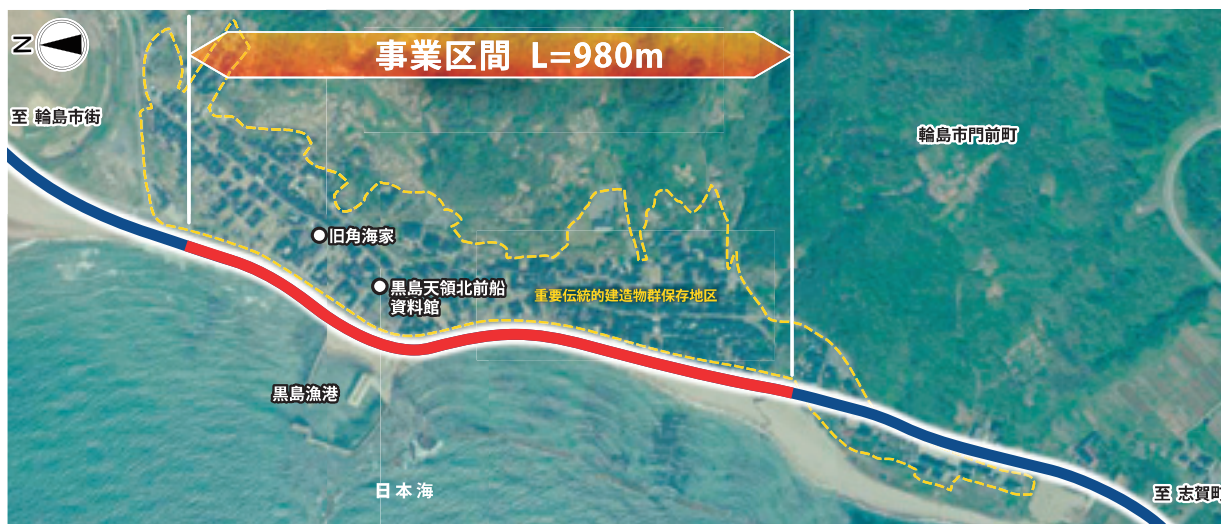 事業区間 L=980m
N
至 輪島市街
輪島市門前町
旧角海家
黒島天領北前船
資料館
重要伝統的建造物群保存地区
黒島漁港
日本海
至 志賀町